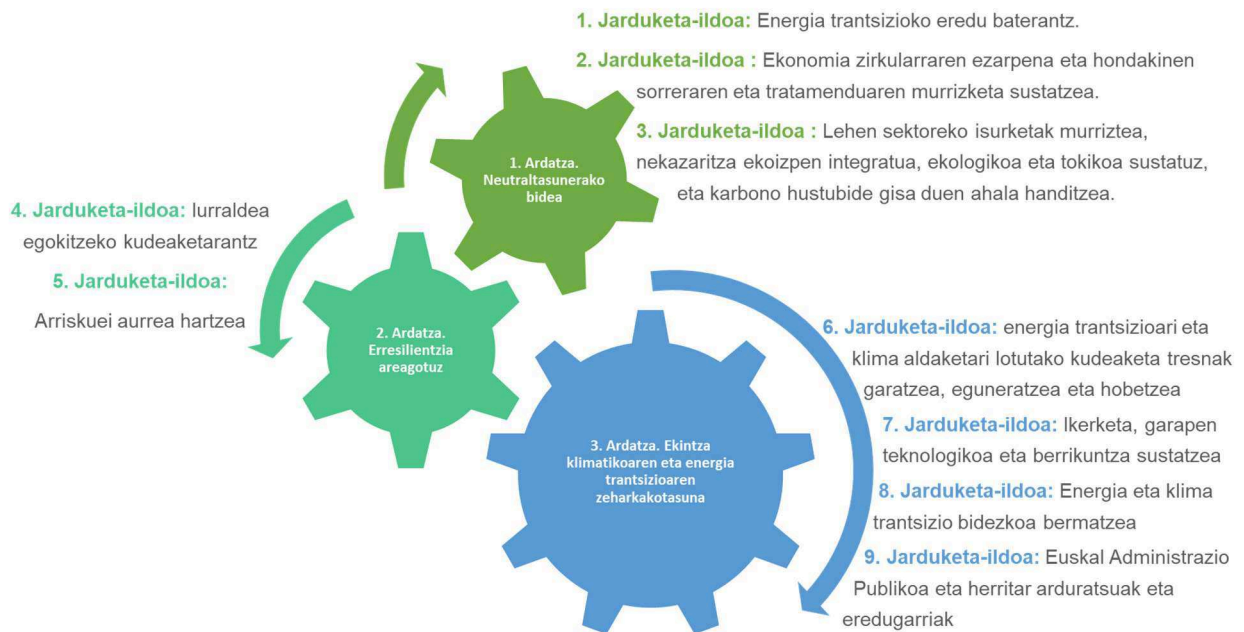 1. Jarduketa-ildoa: Energia trantsizioko eredu baterantz.
2. Jarduketa-ildoa : Ekonomia zirkularraren ezarpena eta hondakinen
sorreraren eta tratamenduaren murrizketa sustatzea.
3. Jarduketa-ildoa : Lehen sektoreko isurketak murriztea,
nekazaritza ekoizpen integratua, ekologikoa eta tokikoa sustatuz,
eta karbono hustubide gisa duen ahala handitzea.
1. Ardatza.
Neutraltasunerako
bidea
4. Jarduketa-ildoa: lurraldea
egokitzeko kudeaketarantz
5. Jarduketa-ildoa:
Arriskuei aurrea hartzea
2. Ardatza.
Erresilientzia
areagotuz
3. Ardatza. Ekintza
klimatikoaren eta energia
trantsizioaren
zeharkakotasuna
6. Jarduketa-ildoa: energia trantsizioari eta
klima aldaketari lotutako kudeaketa tresnak
garatzea, eguneratzea eta hobetzea
7. Jarduketa-ildoa: Ikerketa, garapen
teknologikoa eta berrikuntza sustatzea
8. Jarduketa-ildoa: Energia eta klima
trantsizio bidezkoa bermatzea
9. Jarduketa-ildoa: Euskal Administrazio
Publikoa eta herritar arduratsuak eta
eredugarriak